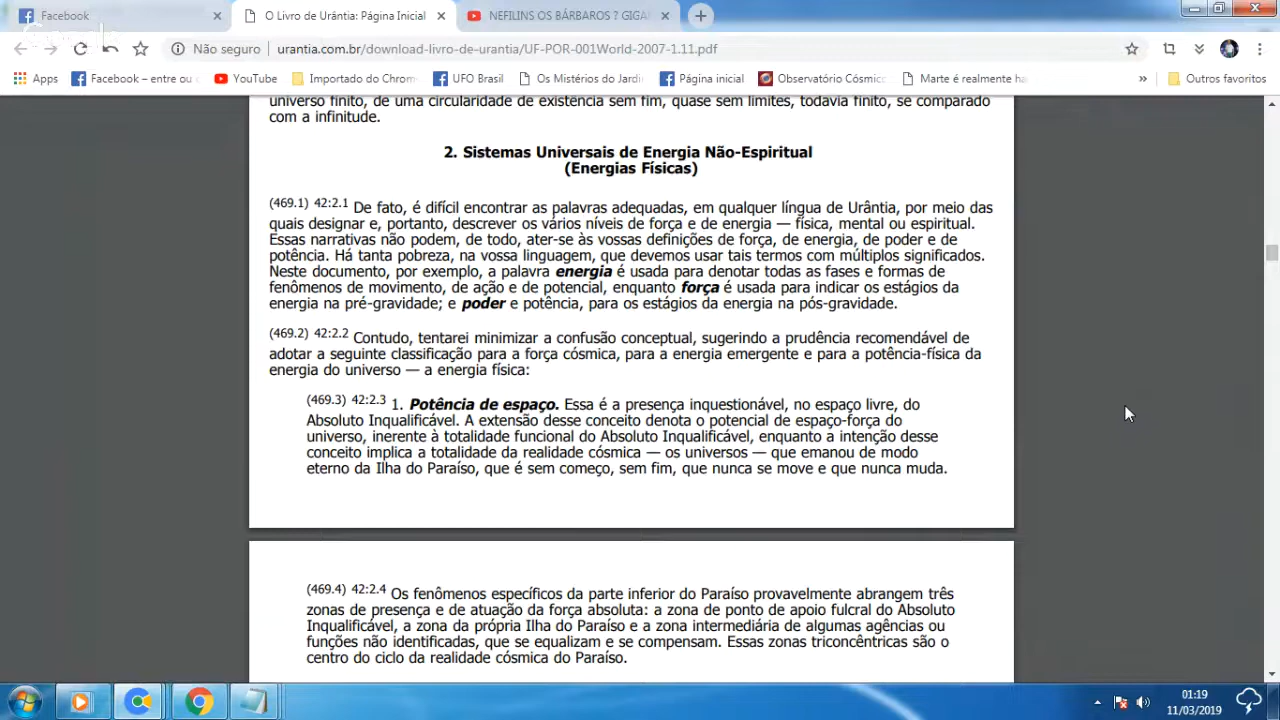 Facebook
O Livro de Urântia: Página Inicial
NEFILINS OS BÁRBAROS ? GIGA
Não seguro
urantia.com.br/download-livro-de-urantia/UF-POR-001World-2007-1.11.pdf
Apps
Facebook – entre ou c
YouTube
Importado do Chrom
UFO Brasil
Os Mistérios do Jardi
Página inicial
Observatório Cósmic
Marte é realmente ha
»
Outros favoritos
universo finito, de uma circularidade de existência sem fim, quase sem limites, todavia finito, se comparado
com a infinitude.
2. Sistemas Universais de Energia Não-Espiritual
(Energias Físicas)
(469.1) 42:2.1 De fato, é difícil encontrar as palavras adequadas, em qualquer língua de Urântia, por meio das
quais designar e, portanto, descrever os vários níveis de força e de energia — física, mental ou espiritual.
Essas narrativas não podem, de todo, ater-se às vossas definições de força, de energia, de poder e de
potência. Há tanta pobreza, na vossa linguagem, que devemos usar tais termos com múltiplos significados.
Neste documento, por exemplo, a palavra energia é usada para denotar todas as fases e formas de
fenômenos de movimento, de ação e de potencial, enquanto força é usada para indicar os estágios da
energia na pré-gravidade; e poder e potência, para os estágios da energia na pós-gravidade.
(469.2) 42:2.2 Contudo, tentarei minimizar a confusão conceptual, sugerindo a prudência recomendável de
adotar a seguinte classificação para a força cósmica, para a energia emergente e para a potência-física da
energia do universo — a energia física:
(469.3) 42:2.3 1. Potência de espaço. Essa é a presença inquestionável, no espaço livre, do
Absoluto Inqualificável. A extensão desse conceito denota o potencial de espaço-força do
universo, inerente à totalidade funcional do Absoluto Inqualificável, enquanto a intenção desse
conceito implica a totalidade da realidade cósmica — os universos — que emanou de modo
eterno da Ilha do Paraíso, que é sem começo, sem fim, que nunca se move e que nunca muda.
(469.4) 42:2.4 Os fenômenos específicos da parte inferior do Paraíso provavelmente abrangem três
zonas de presença e de atuação da força absoluta: a zona de ponto de apoio fulcral do Absoluto
Inqualificável, a zona da própria Ilha do Paraíso e a zona intermediária de algumas agências ou
funções não identificadas, que se equalizam e se compensam. Essas zonas triconcêntricas são o
centro do ciclo da realidade cósmica do Paraíso.
01:19
11/03/2019